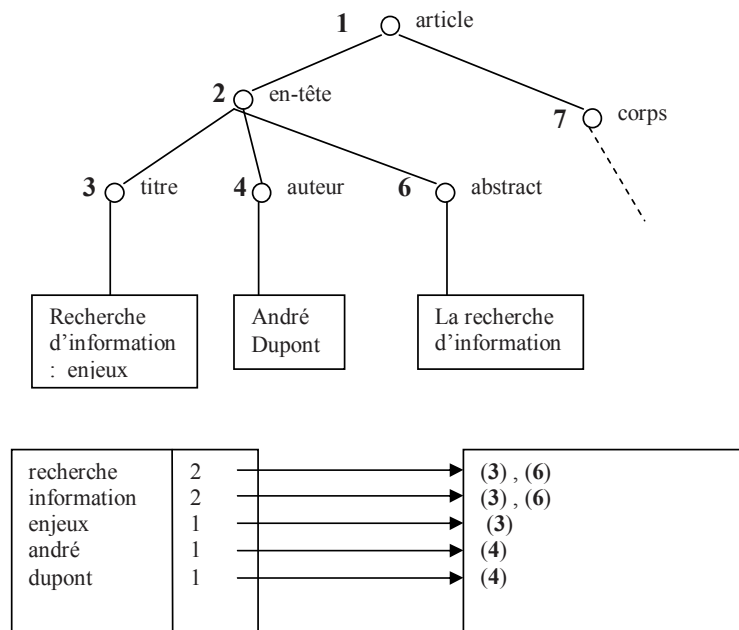 1 article
2 en-tête
7 corps
3 titre
4 auteur
6 abstract
Recherche
d'information
: enjeux
André
Dupont
La recherche
d'information
recherche 2 (3) , (6)
information 2 (3) , (6)
enjeux 1 (3)
andré 1 (4)
dupont 1 (4)